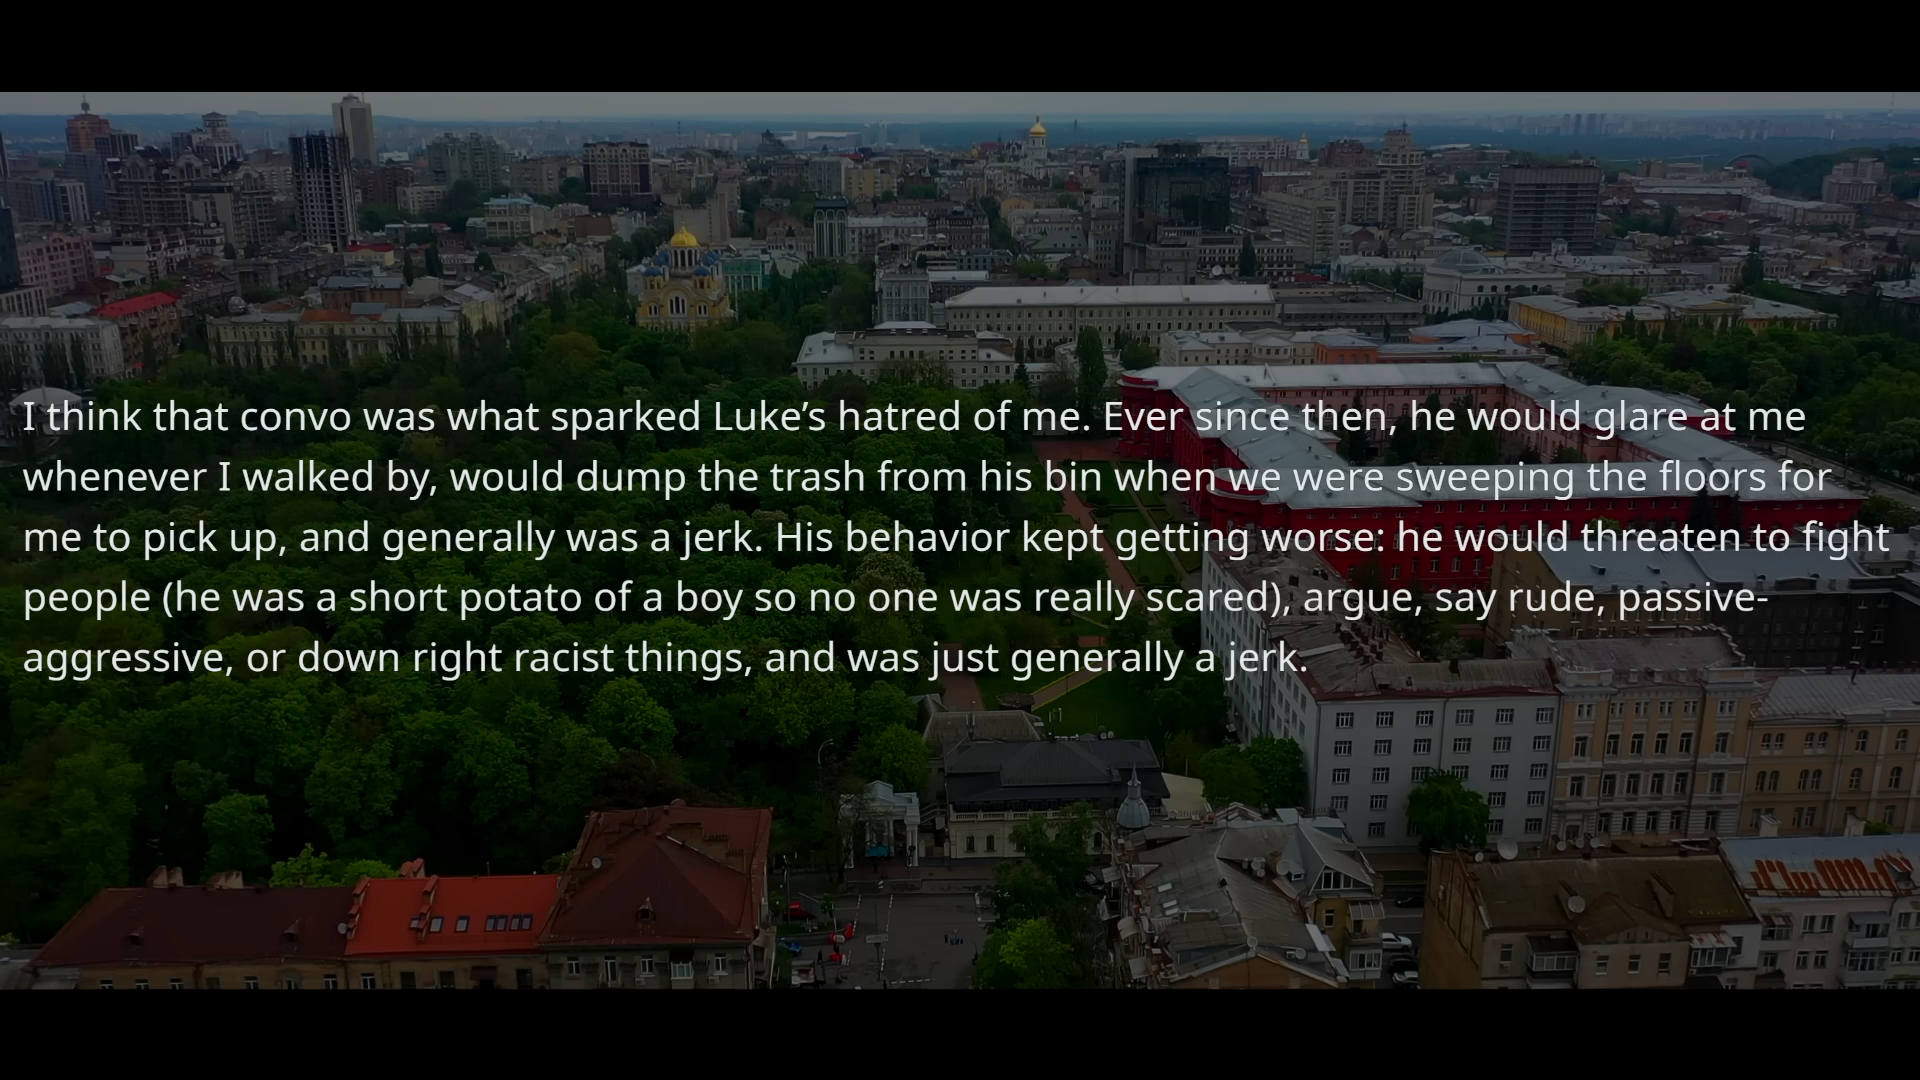 I think that convo was what sparked Luke’s hatred of me. Ever since then, he would glare at me
whenever I walked by, would dump the trash from his bin when we were sweeping the floors for
me to pick up, and generally was a jerk. His behavior kept getting worse: he would threaten to fight
people (he was a short potato of a boy so no one was really scared), argue, say rude, passive-
aggressive, or down right racist things, and was just generally a jerk.